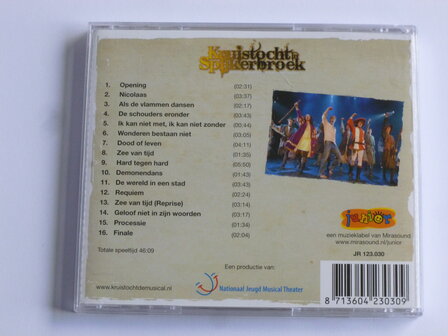 Kruistocht in
Spijkerbroek
1. Opening (02:31)
2. Nicolaas (03:37)
3. Als de vlammen dansen (02:17)
4. De schouders eronder (03:43)
5. Ik kan niet met, ik kan niet zonder (03:44)
6. Wonderen bestaan niet (03:05)
7. Dood of leven (04:11)
8. Zee van tijd (01:35)
9. Hard tegen hard (05:50)
10. Demonendans (01:43)
11. De wereld in een stad (03:43)
12. Requiem (02:23)
13. Zee van tijd (Reprise) (03:14)
14. Geloof niet in zijn woorden (03:17)
15. Processie (01:34)
16. Finale (02:04)
Totale speeltijd 46:09
junior
een muzieklabel van Mirasound
www.mirasound.nl/junior
JR 123.030
Een productie van:
www.kruistochtdemusical.nl
Nationaal Jeugd Musical Theater
8 713604 230309